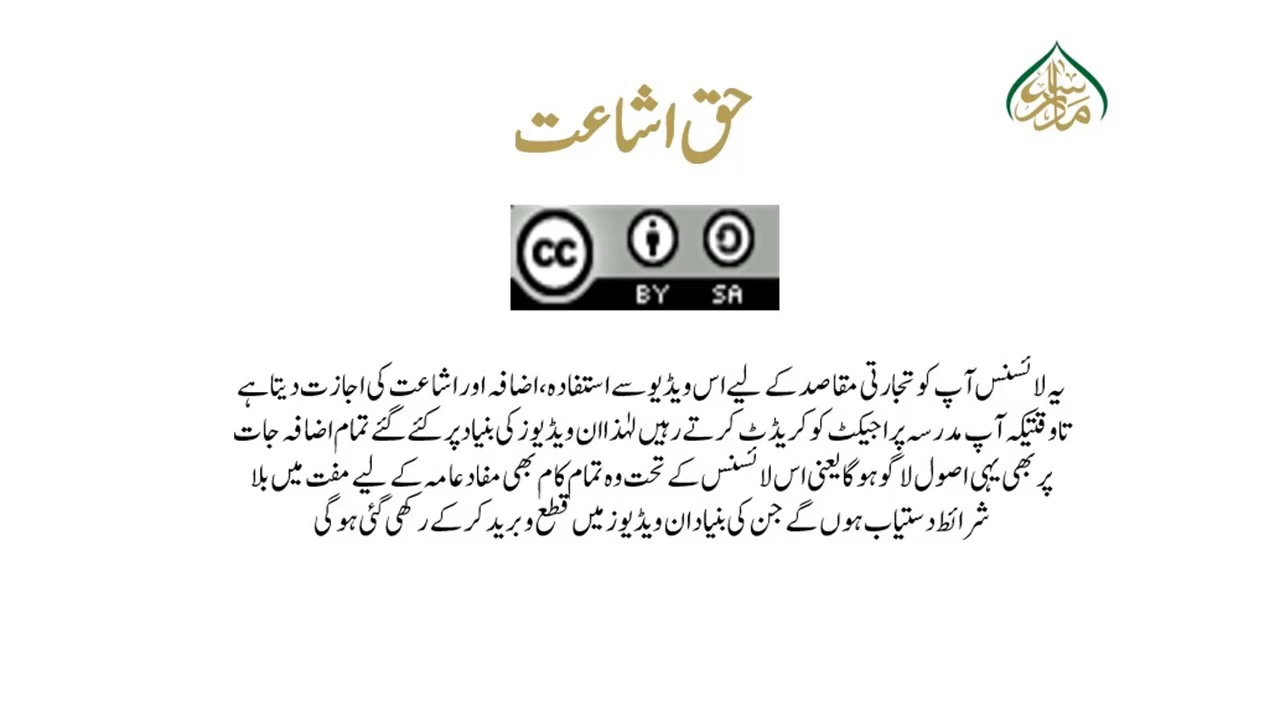 حق اشاعت
مدرسہ
cc
BY SA
یہ لائسنس آپ کو تجارتی مقاصد کے لیے اس ویڈیو سے استفادہ، اضافہ اور اشاعت کی اجازت دیتا ہے
تاوقتیکہ آپ مدرسہ پراجیکٹ کو کریڈٹ کرتے رہیں لہٰذا ان ویڈیوز کی بنیاد پر کئے گئے تمام اضافہ جات
پر بھی یہی اصول لاگو ہوگا یعنی اس لائسنس کے تحت وہ تمام کام بھی مفاد عامہ کے لیے مفت میں بلا
شرائط دستیاب ہوں گے جن کی بنیاد ان ویڈیوز میں قطع و برید کر کے رکھی گئی ہوگی